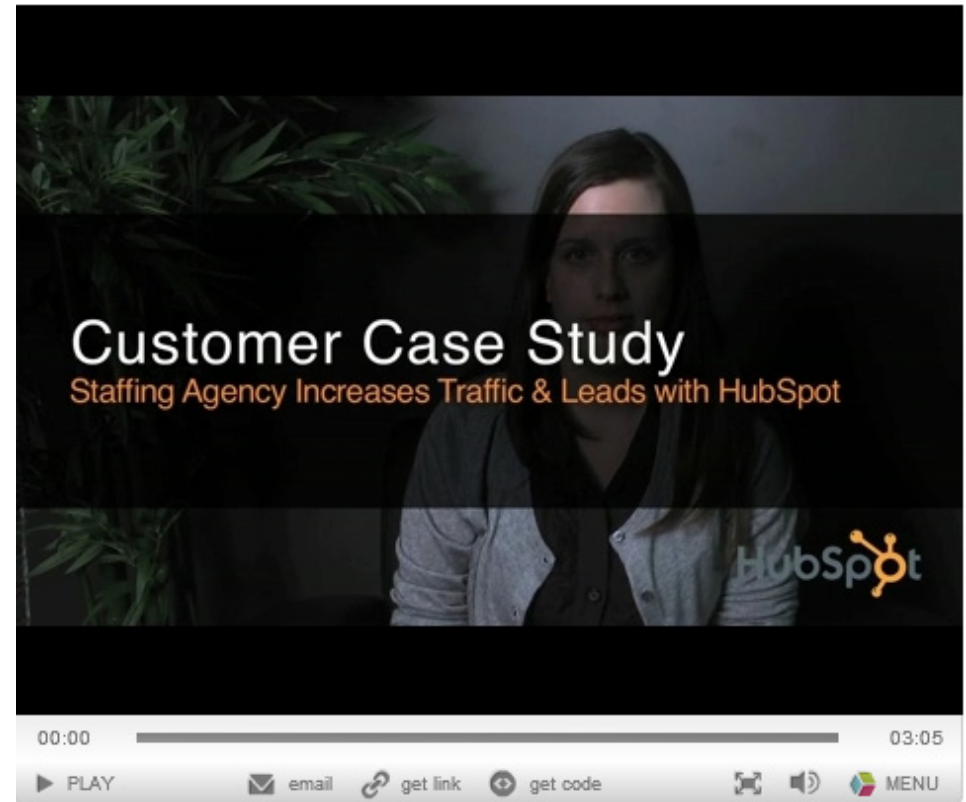 Customer Case Study
Staffing Agency Increases Traffic & Leads with HubSpot
HubSpot
00:00 03:05
PLAY email get link get code MENU